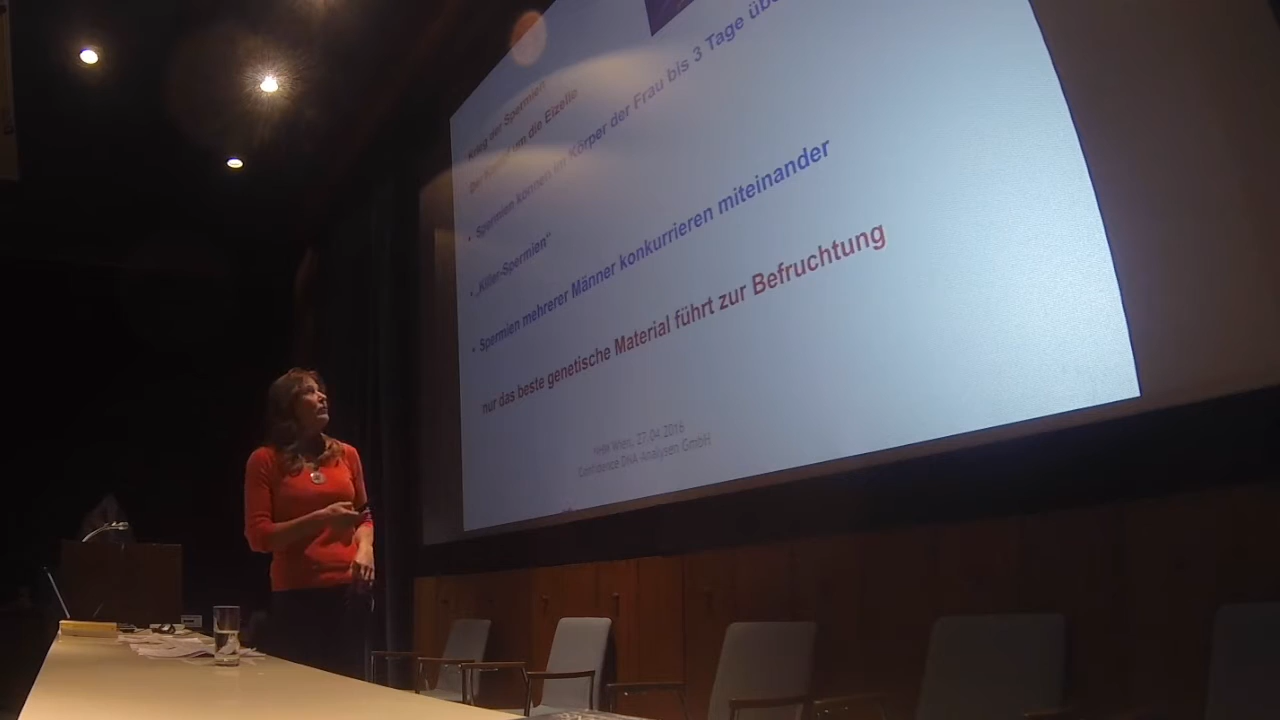 Krieg der Spermien
Der Kampf um die Eizelle
• Spermien können im Körper der Frau bis 3 Tage
• „Killer-Spermien“
• Spermien mehrerer Männer konkurrieren miteinander
nur das beste genetische Material führt zur Befruchtung
Wien, 27.04.2016
Confidence DNA-Analysen GmbH